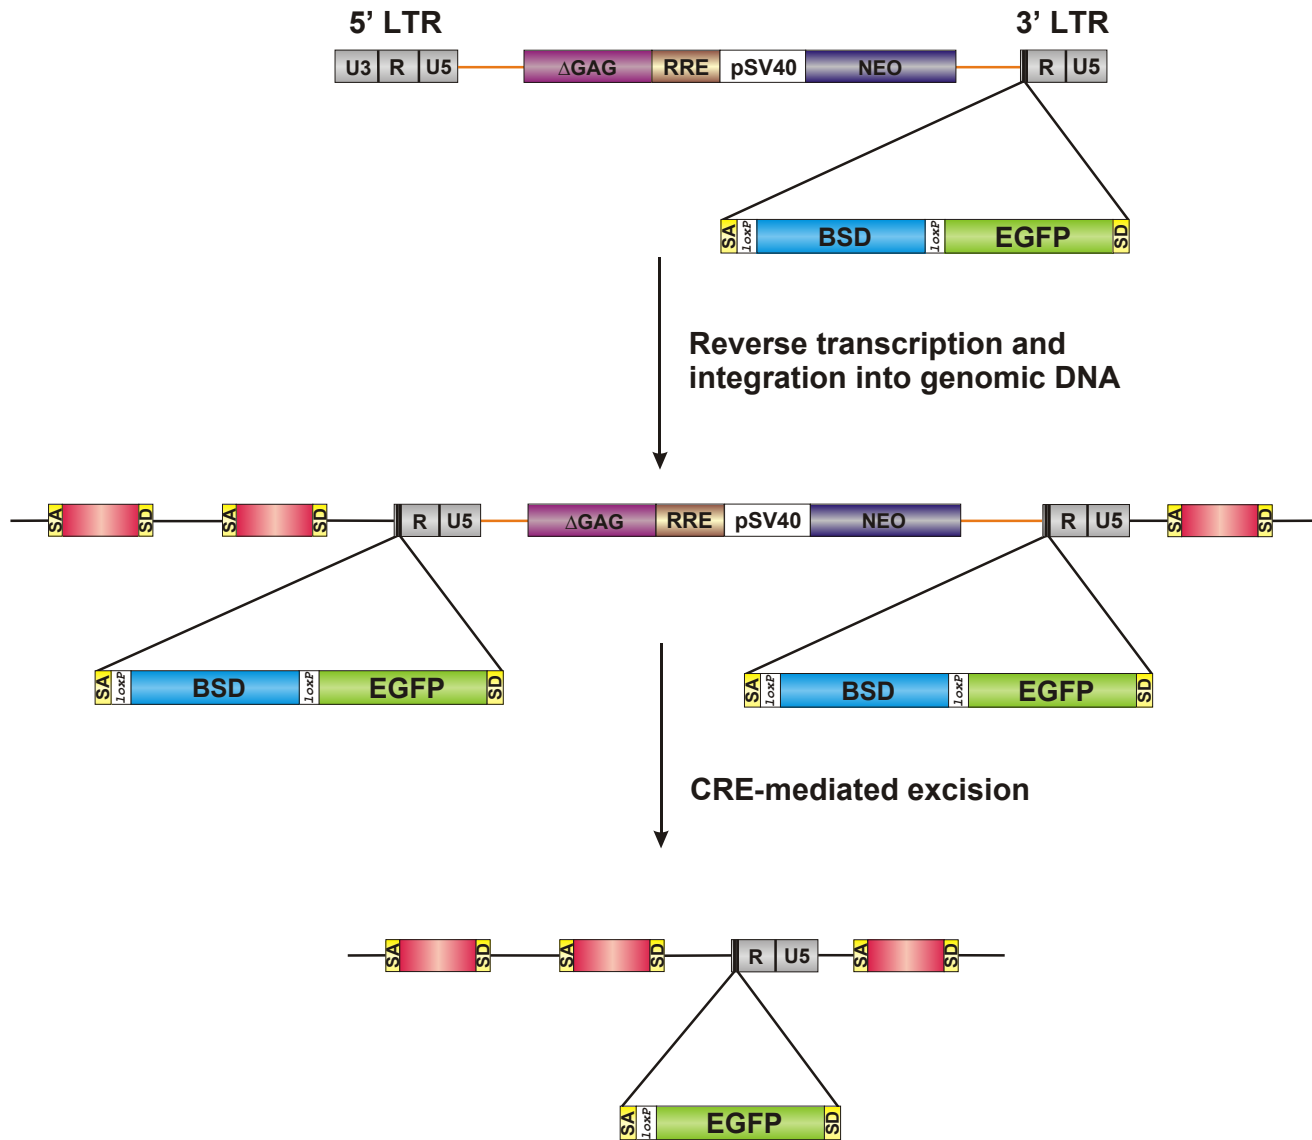 5’ LTR 3’ LTR
U3 R U5 ΔGAG RRE pSV40 NEO R U5
SA loxP BSD loxP EGFP SD
Reverse transcription and
integration into genomic DNA
SA SD SA SD R U5 ΔGAG RRE pSV40 NEO R U5 SA SD
SA loxP BSD loxP EGFP SD SA loxP BSD loxP EGFP SD
CRE-mediated excision
SA SD SA SD R U5 SA SD
SA loxP EGFP SD